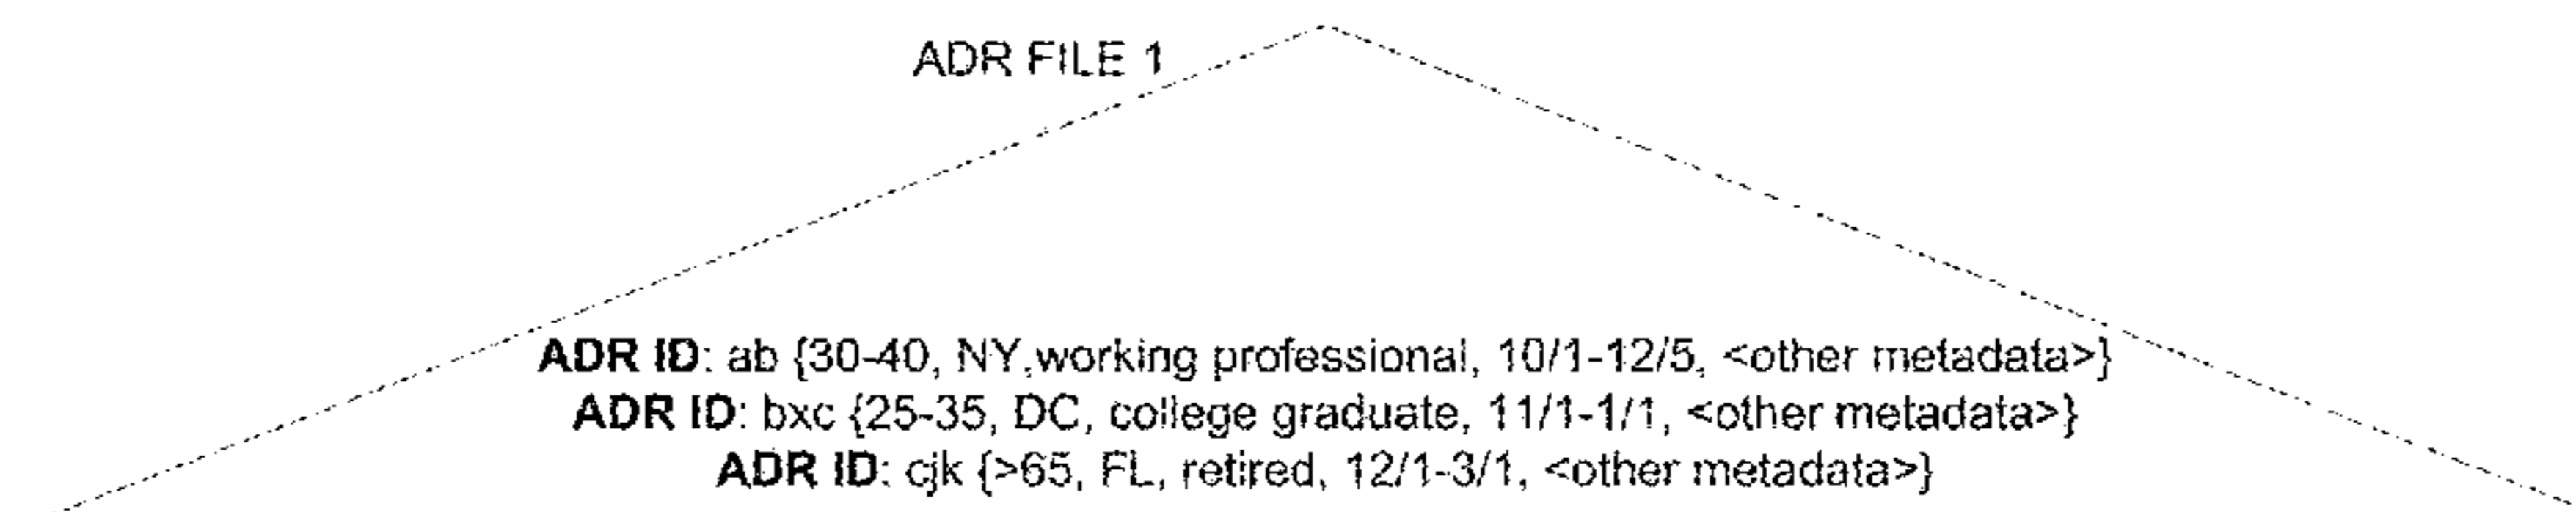 ADR FILE 1
ADR ID: ab {30-40, NY,working professional, 10/1-12/5, <other metadata>}
ADR ID: bxc {25-35, DC, college graduate, 11/1-1/1, <other metadata>}
ADR ID: cjk {>65, FL, retired, 12/1-3/1, <other metadata>}